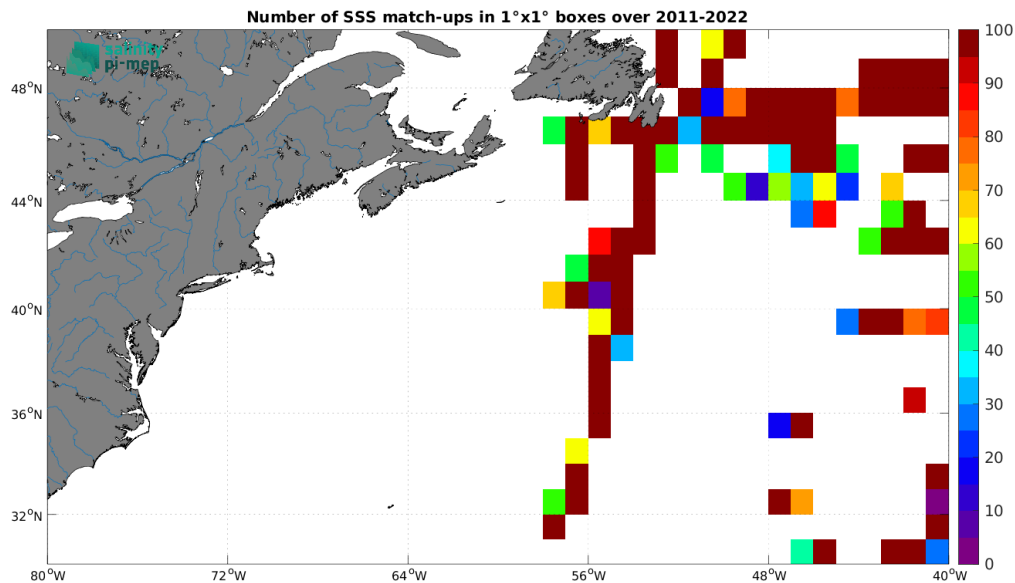 Number of SSS match-ups in 1°x1° boxes over 2011-2022
salinity
pi-mep
48°N
44°N
40°N
36°N
32°N
80°W
72°W
64°W
56°W
48°W
40°W
100
90
80
70
60
50
40
30
20
10
0